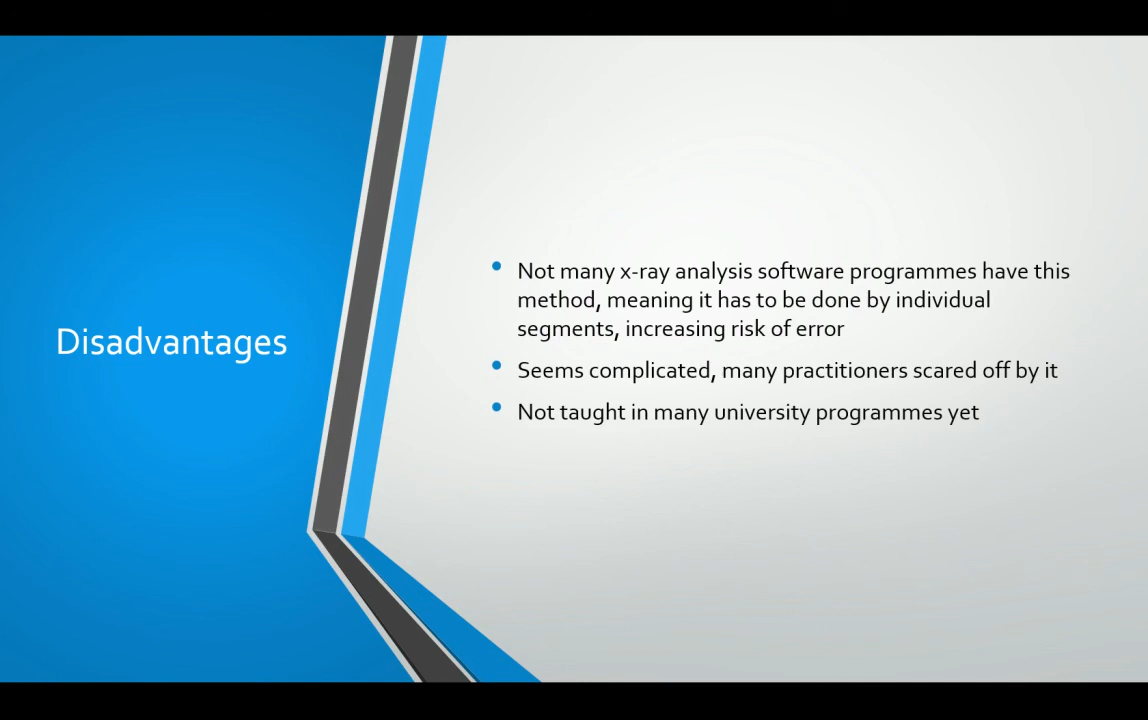 Disadvantages
• Not many x-ray analysis software programmes have this
method, meaning it has to be done by individual
segments, increasing risk of error
• Seems complicated, many practitioners scared off by it
• Not taught in many university programmes yet